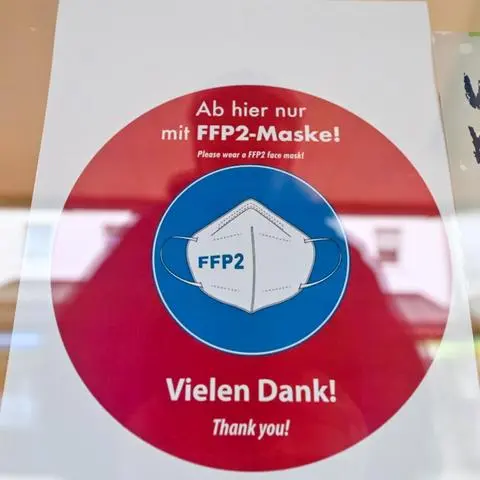 Ab hier nur
mit FFP2-Maske!
Please wear a FFP2 face mask!
FFP2
Vielen Dank!
Thank you!